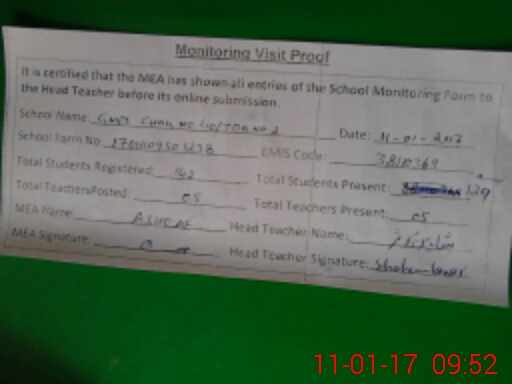 Monitoring Visit Proof
It is certified that the MEA has shown all entries of the School Monitoring Form to
the Head Teacher before its online submission.
School Name: Date: 11-01-2017
School Form No: EMIS Code:
Total Students Registered: 142 Total Students Present: 129
Total TeachersPosted: 05 Total Teachers Present: 05
MEA Name: ASHRAF Head Teacher Name:
MEA Signature: Head Teacher Signature:
11-01-17 09:52